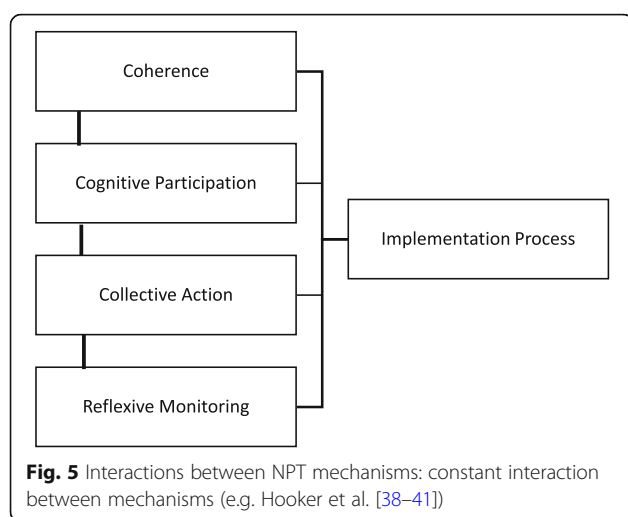 Coherence
Cognitive Participation
Implementation Process
Collective Action
Reflexive Monitoring
Fig. 5 Interactions between NPT mechanisms: constant interaction
between mechanisms (e.g. Hooker et al. [38–41])